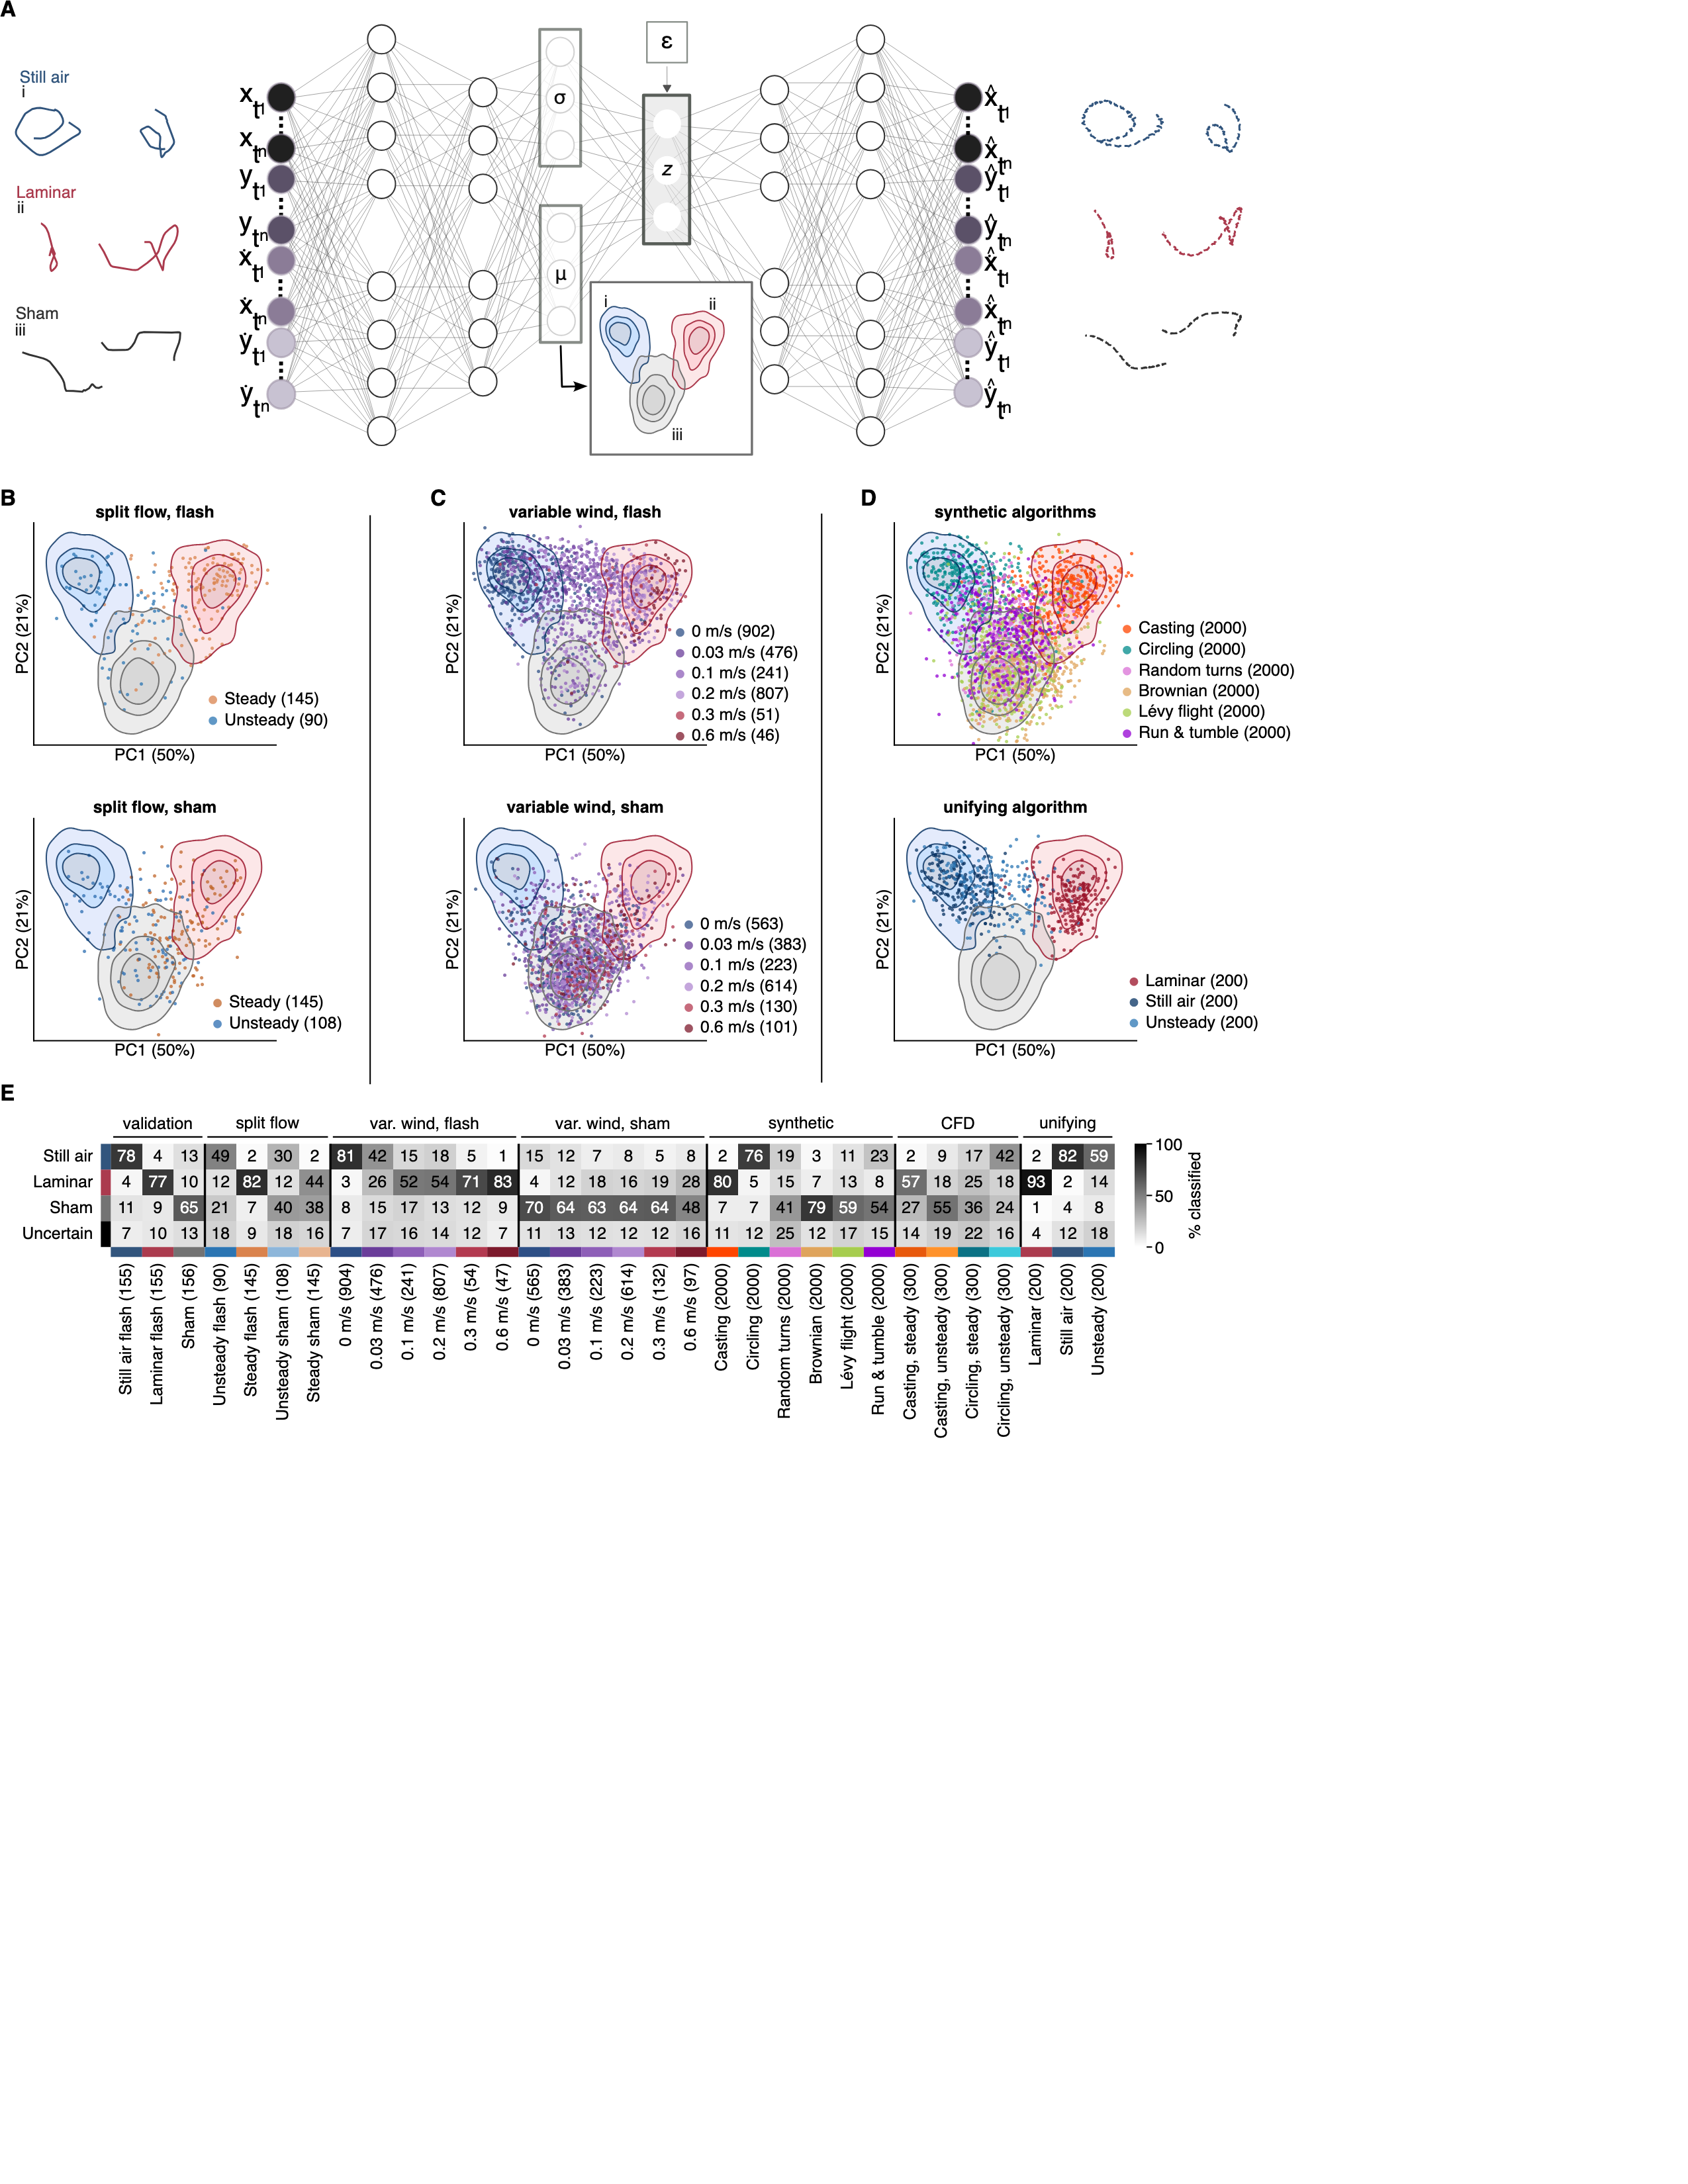 A
Still air
i
Laminar
ii
Sham
iii
x t1
x tn
y t1
y tn
ẋ t1
ẋ tn
ẏ t1
ẏ tn
σ
μ
ε
z
i
ii
iii
x̂ t1
x̂ tn
ŷ t1
ŷ tn
ẋ̂ t1
ẋ̂ tn
ẏ̂ t1
ẏ̂ tn
B
split flow, flash
PC2 (21%)
Steady (145)
Unsteady (90)
PC1 (50%)
split flow, sham
PC2 (21%)
Steady (145)
Unsteady (108)
PC1 (50%)
C
variable wind, flash
PC2 (21%)
0 m/s (902)
0.03 m/s (476)
0.1 m/s (241)
0.2 m/s (807)
0.3 m/s (51)
0.6 m/s (46)
PC1 (50%)
variable wind, sham
PC2 (21%)
0 m/s (563)
0.03 m/s (383)
0.1 m/s (223)
0.2 m/s (614)
0.3 m/s (130)
0.6 m/s (101)
PC1 (50%)
D
synthetic algorithms
PC2 (21%)
Casting (2000)
Circling (2000)
Random turns (2000)
Brownian (2000)
Lévy flight (2000)
Run & tumble (2000)
PC1 (50%)
unifying algorithm
PC2 (21%)
Laminar (200)
Still air (200)
Unsteady (200)
PC1 (50%)
E
validation split flow var. wind, flash var. wind, sham synthetic CFD unifying
Still air 78 4 13 49 2 30 2 81 42 15 18 5 1 15 12 7 8 5 8 2 76 19 3 11 23 2 9 17 42 2 82 59
Laminar 4 77 10 12 82 12 44 3 26 52 54 71 83 4 12 18 16 19 28 80 5 15 7 13 8 57 18 25 18 93 2 14
Sham 11 9 65 21 7 40 38 8 15 17 13 12 9 70 64 63 64 64 48 7 7 41 79 59 54 27 55 36 24 1 4 8
Uncertain 7 10 13 18 9 18 16 7 17 16 14 12 7 11 13 12 12 12 16 11 12 25 12 17 15 14 19 22 16 4 12 18
100
50
0
% classified
Still air flash (155)
Laminar flash (155)
Sham (156)
Unsteady flash (90)
Steady flash (145)
Unsteady sham (108)
Steady sham (145)
0 m/s (904)
0.03 m/s (476)
0.1 m/s (241)
0.2 m/s (807)
0.3 m/s (54)
0.6 m/s (47)
0 m/s (565)
0.03 m/s (383)
0.1 m/s (223)
0.2 m/s (614)
0.3 m/s (132)
0.6 m/s (97)
Casting (2000)
Circling (2000)
Random turns (2000)
Brownian (2000)
Lévy flight (2000)
Run & tumble (2000)
Casting, steady (300)
Casting, unsteady (300)
Circling, steady (300)
Circling, unsteady (300)
Laminar (200)
Still air (200)
Unsteady (200)